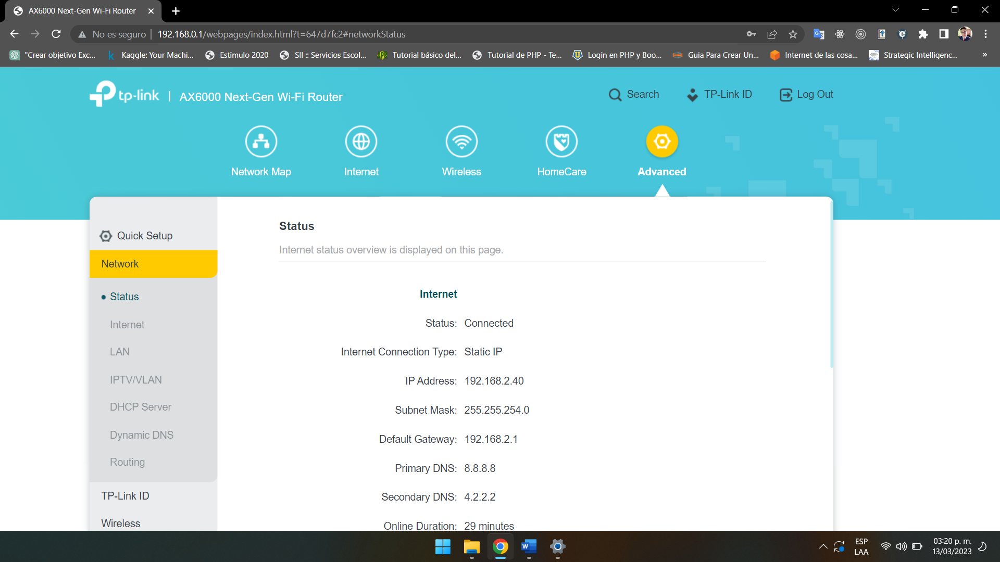 AX6000 Next-Gen Wi-Fi Router
No es seguro | 192.168.0.1/webpages/index.html?t=647d7fc2#networkStatus
"Crear objetivo Exc... Kaggle: Your Machi... Estimulo 2020 SII :: Servicios Escol... Tutorial básico del... Tutorial de PHP - Te... Login en PHP y Boo... Guia Para Crear Un... Internet de las cosa... Strategic Intelligenc... »
tp-link | AX6000 Next-Gen Wi-Fi Router
Search TP-Link ID Log Out
Network Map Internet Wireless HomeCare Advanced
Quick Setup
Network
Status
Internet
LAN
IPTV/VLAN
DHCP Server
Dynamic DNS
Routing
TP-Link ID
Wireless
Status
Internet status overview is displayed on this page.
Internet
Status: Connected
Internet Connection Type: Static IP
IP Address: 192.168.2.40
Subnet Mask: 255.255.254.0
Default Gateway: 192.168.2.1
Primary DNS: 8.8.8.8
Secondary DNS: 4.2.2.2
Online Duration: 29 minutes
ESP
LAA
03:20 p. m.
13/03/2023